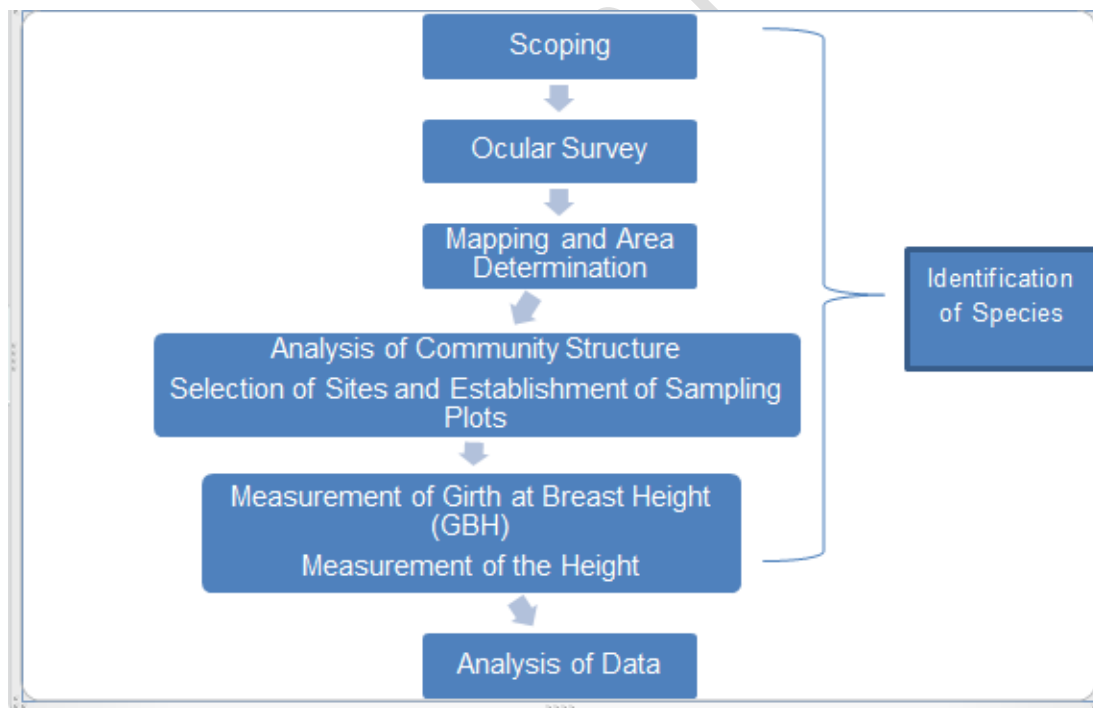 Scoping
Ocular Survey
Mapping and Area
Determination
Analysis of Community Structure
Selection of Sites and Establishment of Sampling
Plots
Measurement of Girth at Breast Height
(GBH)
Measurement of the Height
Analysis of Data
Identification
of Species